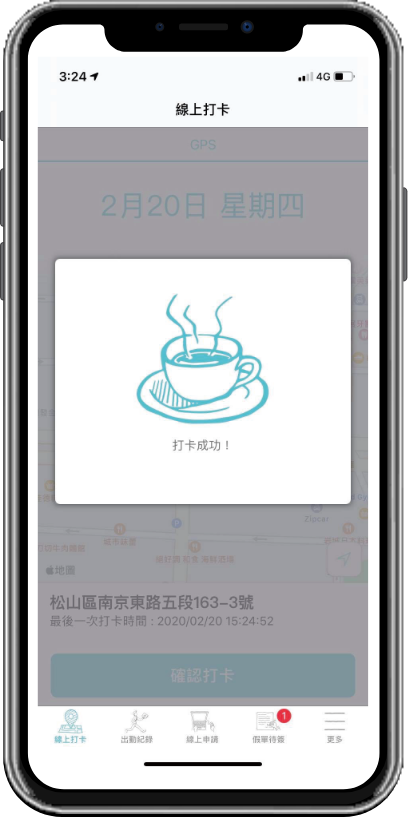 3:24
4G
線上打卡
GPS
2月20日 星期四
打卡成功！
Zipcar
地圖
松山區南京東路五段163-3號
最後一次打卡時間 : 2020/02/20 15:24:52
確認打卡
1
線上打卡
出勤紀錄
線上申請
假單待簽
更多